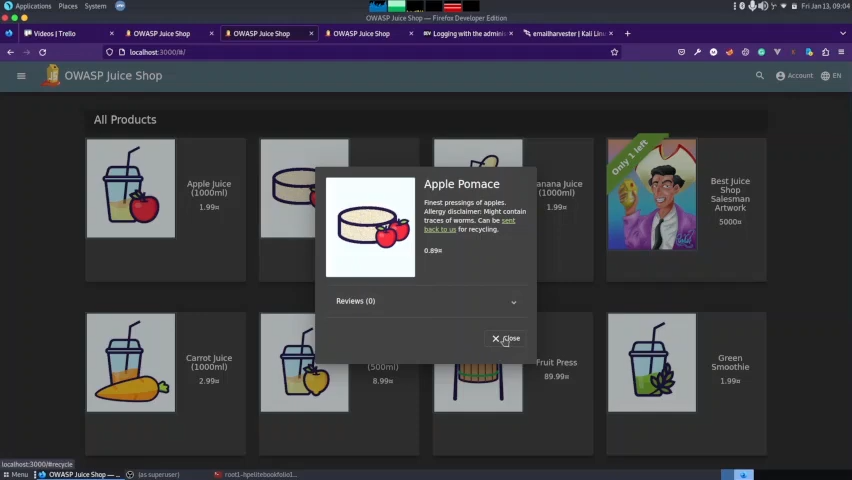 Applications Places System
Fri Jan 13, 09:04
OWASP Juice Shop — Firefox Developer Edition
Videos | Trello
OWASP Juice Shop
OWASP Juice Shop
OWASP Juice Shop
Logging with the adminis
emailharvester | Kali Linu
localhost:3000/#/
OWASP Juice Shop
Account
EN
All Products
Apple Juice
(1000ml)
1.99¤
anana Juice
(1000ml)
1.99¤
Only 1 left
Best Juice
Shop
Salesman
Artwork
5000¤
Apple Pomace
Finest pressings of apples.
Allergy disclaimer: Might contain
traces of worms. Can be sent
back to us for recycling.
0.89¤
Reviews (0)
Close
Carrot Juice
(1000ml)
2.99¤
(500ml)
8.99¤
Fruit Press
89.99¤
Green
Smoothie
1.99¤
localhost:3000/#recycle
Menu
OWASP Juice Shop — ...
(as superuser)
root1-hpelitebookfolio1...